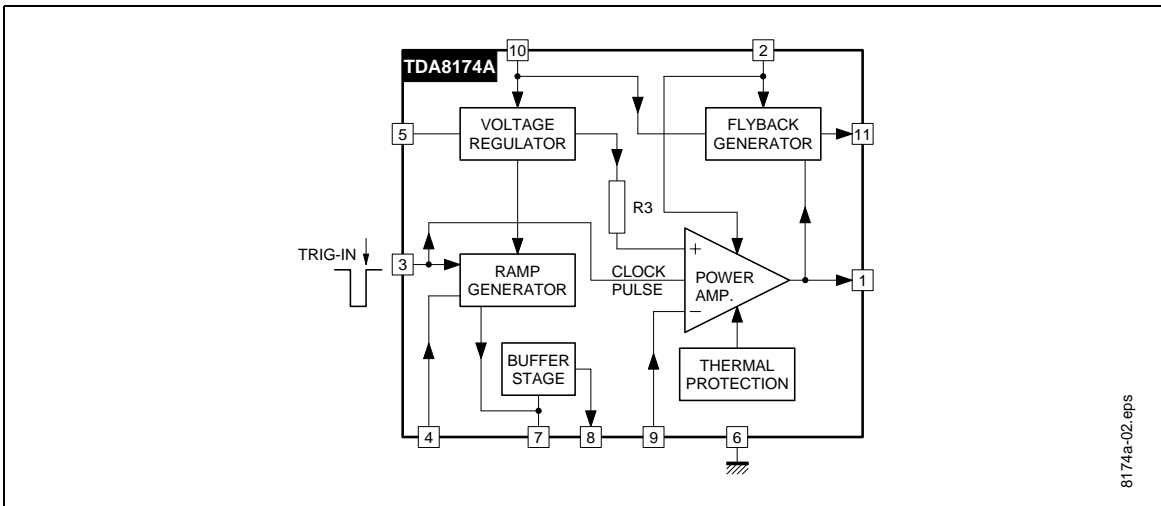 10
2
TDA8174A
5
VOLTAGE
REGULATOR
FLYBACK
GENERATOR
11
R3
TRIG-IN
3
RAMP
GENERATOR
CLOCK
PULSE
+
POWER
AMP.
−
1
BUFFER
STAGE
THERMAL
PROTECTION
4
7
8
9
6
8174a-02.eps